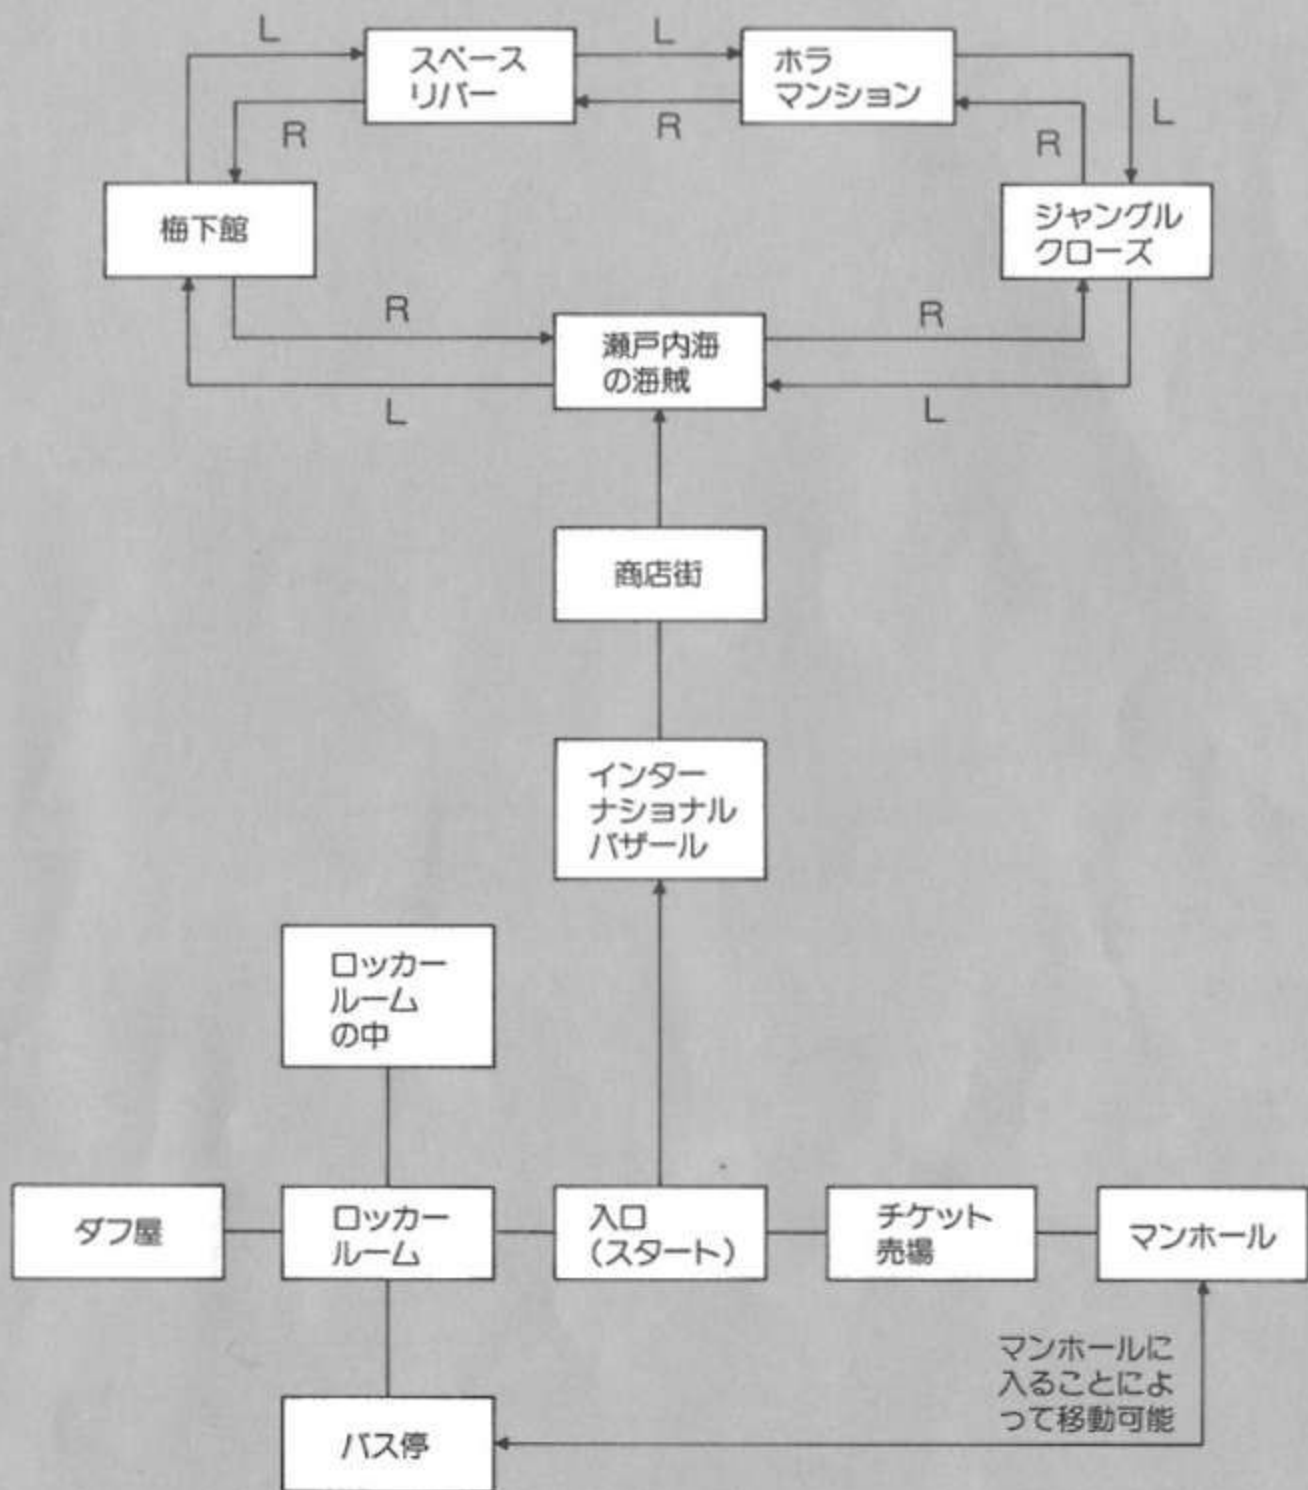 L
L
スペース
リバー
ホラ
マンション
R
R
R
L
梅下館
ジャングル
クローズ
R
R
瀬戸内海
の海賊
L
L
商店街
インター
ナショナル
バザール
ロッカー
ルーム
の中
ダフ屋
ロッカー
ルーム
入口
(スタート)
チケット
売場
マンホール
マンホールに
入ることによ
って移動可能
バス停